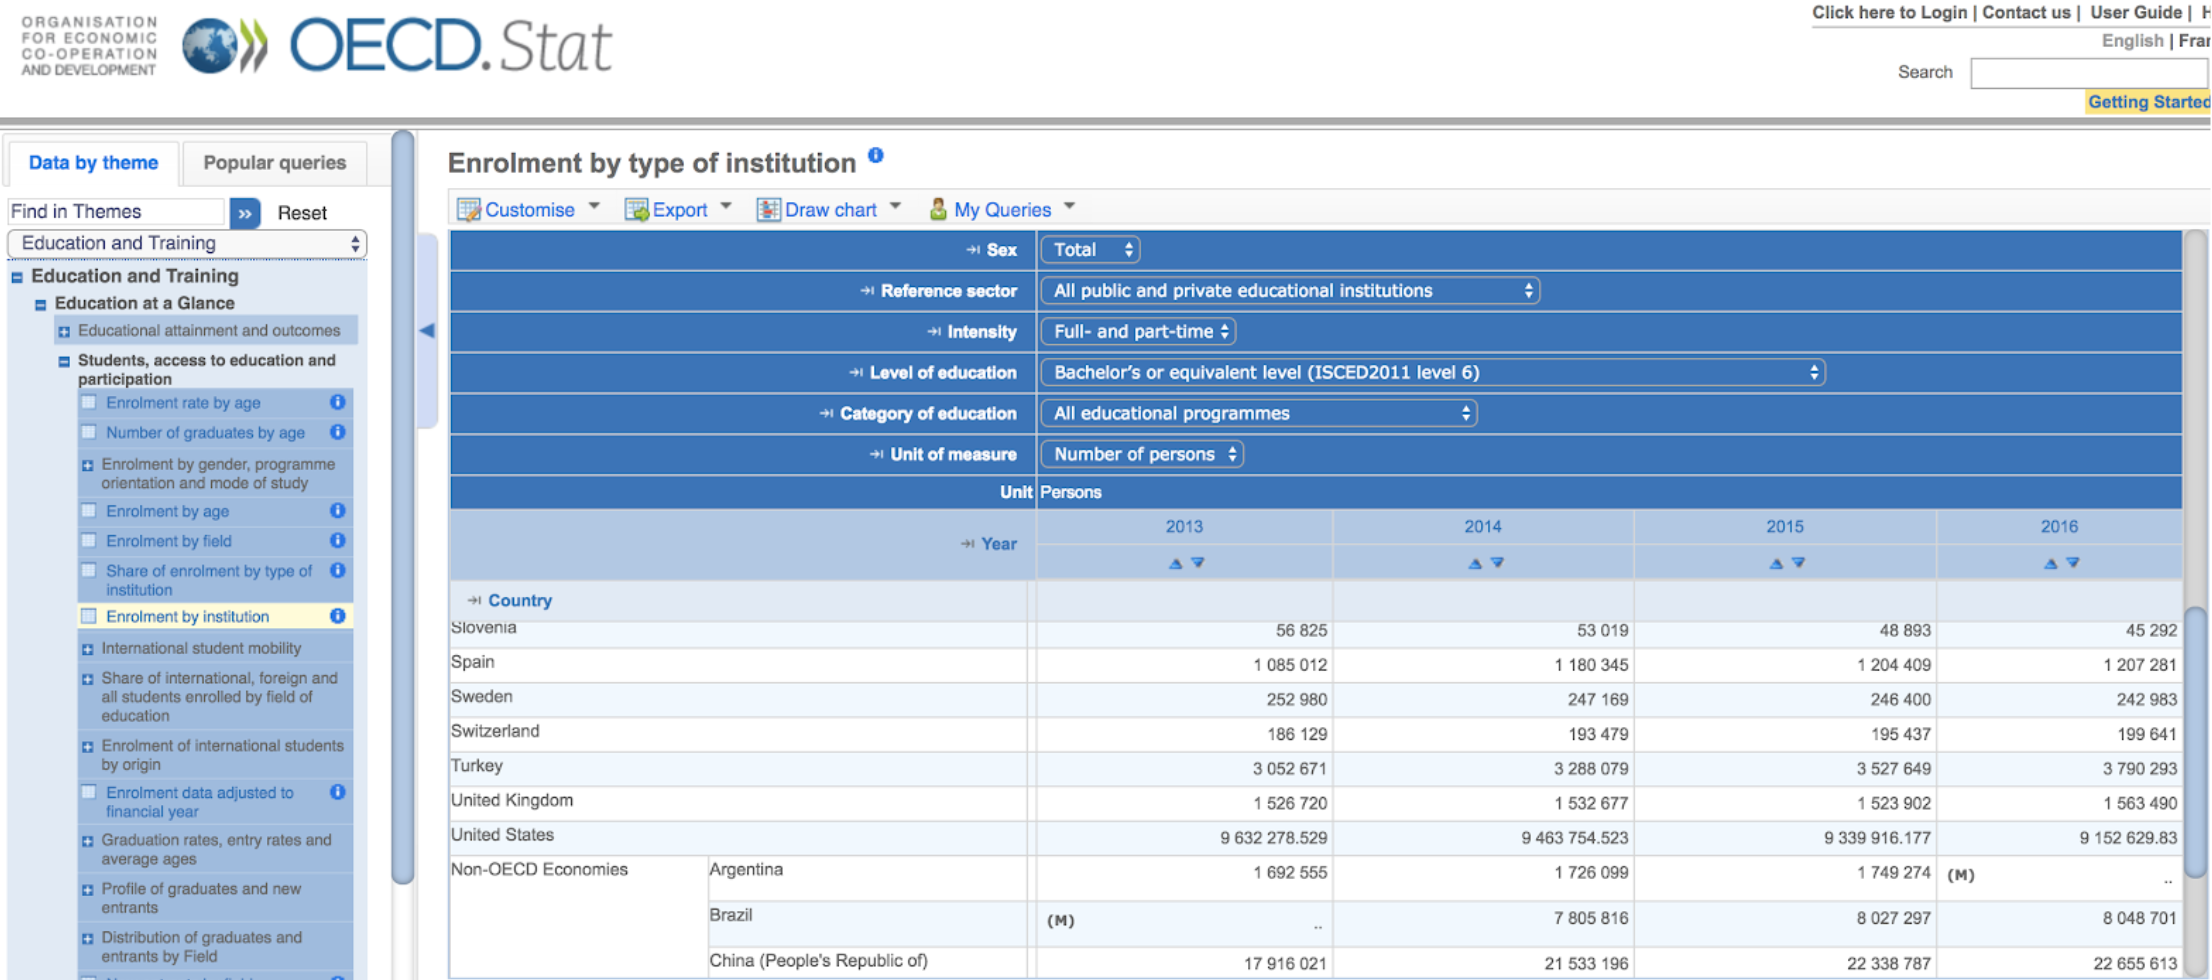 ORGANISATION
FOR ECONOMIC
CO-OPERATION
AND DEVELOPMENT
OECD.Stat
Click here to Login | Contact us | User Guide |
English |
Search
Getting Started
Data by theme
Popular queries
Find in Themes
»
Reset
Education and Training
Education and Training
Education at a Glance
Educational attainment and outcomes
Students, access to education and
participation
Enrolment rate by age
Number of graduates by age
Enrolment by gender, programme
orientation and mode of study
Enrolment by age
Enrolment by field
Share of enrolment by type of
institution
Enrolment by institution
International student mobility
Share of international, foreign and
all students enrolled by field of
education
Enrolment of international students
by origin
Enrolment data adjusted to
financial year
Graduation rates, entry rates and
average ages
Profile of graduates and new
entrants
Distribution of graduates and
entrants by Field
Enrolment by type of institution
Customise
Export
Draw chart
My Queries
Sex Total
Reference sector All public and private educational institutions
Intensity Full- and part-time
Level of education Bachelor's or equivalent level (ISCED2011 level 6)
Category of education All educational programmes
Unit of measure Number of persons
Unit Persons
Year 2013 2014 2015 2016
Country
Slovenia 56 825 53 019 48 893 45 292
Spain 1 085 012 1 180 345 1 204 409 1 207 281
Sweden 252 980 247 169 246 400 242 983
Switzerland 186 129 193 479 195 437 199 641
Turkey 3 052 671 3 288 079 3 527 649 3 790 293
United Kingdom 1 526 720 1 532 677 1 523 902 1 563 490
United States 9 632 278.529 9 463 754.523 9 339 916.177 9 152 629.83
Non-OECD Economies Argentina 1 692 555 1 726 099 1 749 274 (M) ..
Brazil (M) .. 7 805 816 8 027 297 8 048 701
China (People's Republic of) 17 916 021 21 533 196 22 338 787 22 655 613